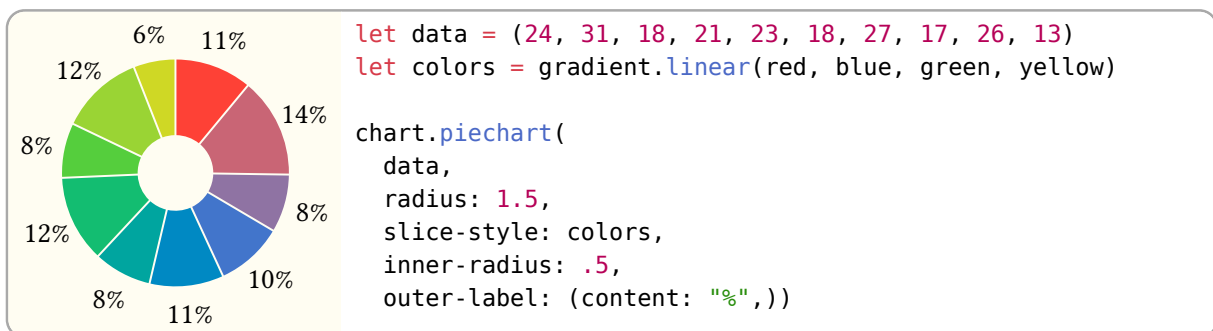 6%
11%
12%
14%
8%
8%
12%
10%
8%
11%
let data = (24, 31, 18, 21, 23, 18, 27, 17, 26, 13)
let colors = gradient.linear(red, blue, green, yellow)
chart.piechart(
  data,
  radius: 1.5,
  slice-style: colors,
  inner-radius: .5,
  outer-label: (content: "%",))